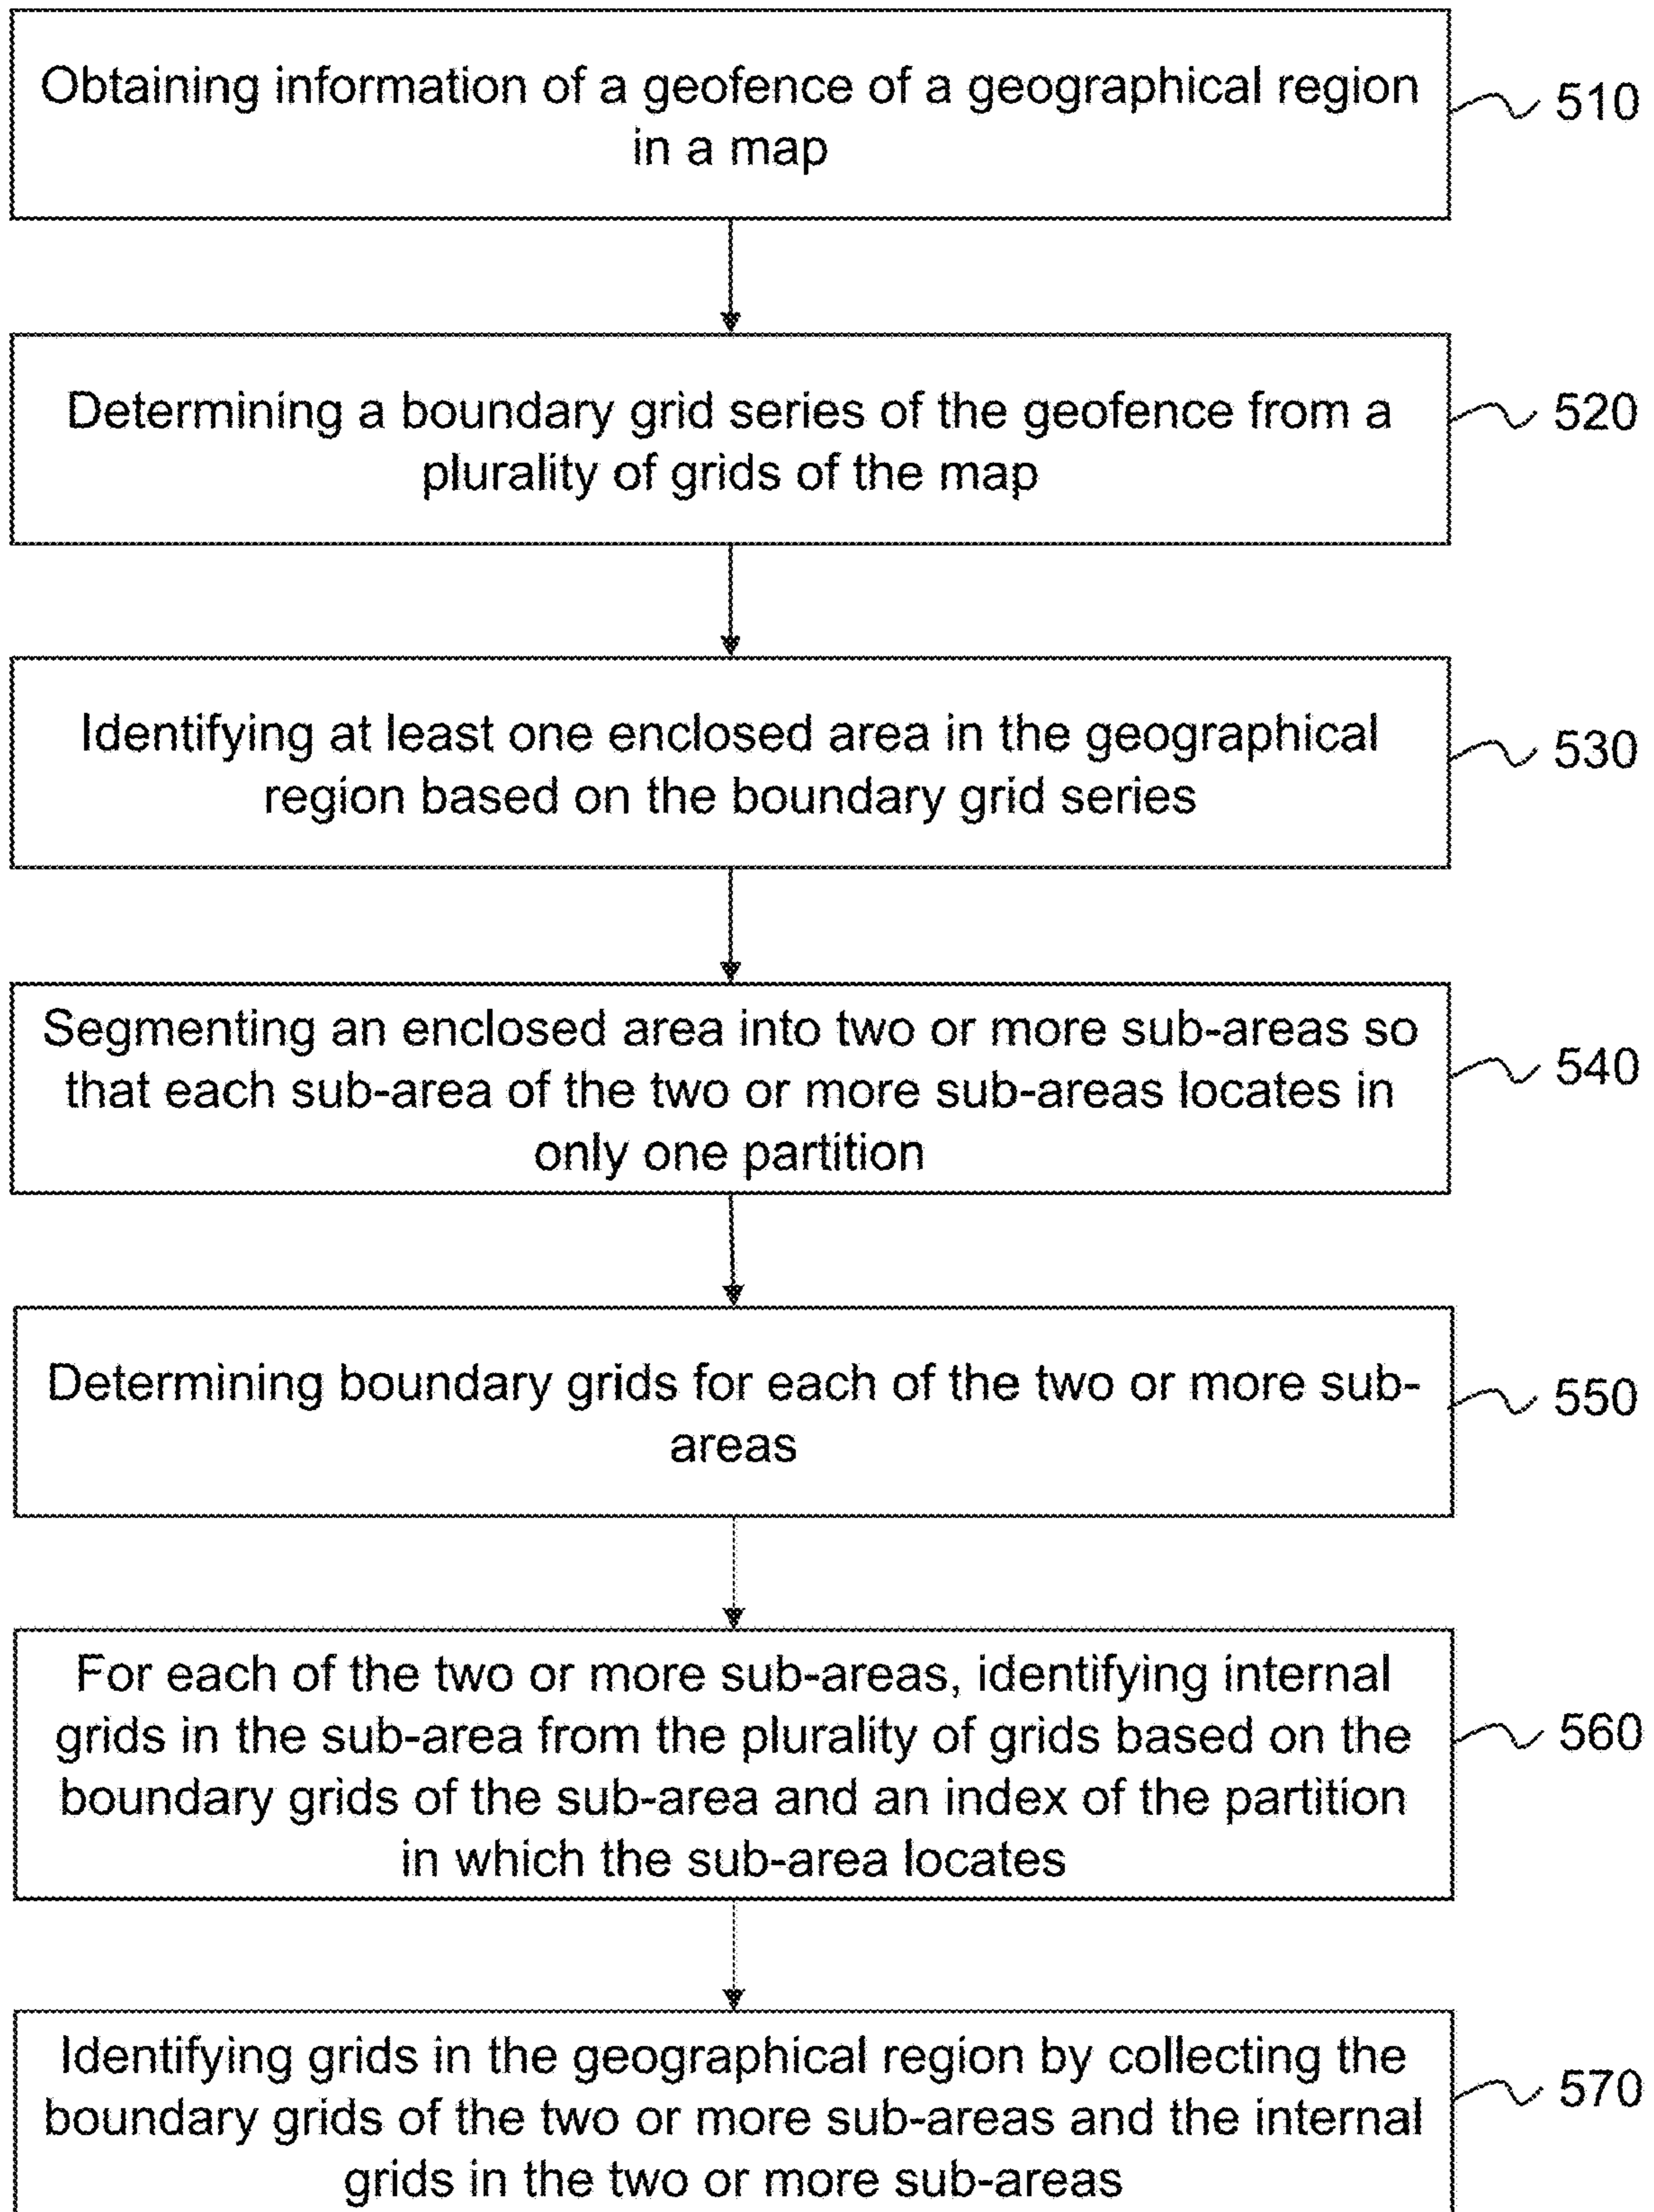 Obtaining information of a geofence of a geographical region
in a map
510
Determining a boundary grid series of the geofence from a
plurality of grids of the map
520
Identifying at least one enclosed area in the geographical
region based on the boundary grid series
530
Segmenting an enclosed area into two or more sub-areas so
that each sub-area of the two or more sub-areas locates in
only one partition
540
Determining boundary grids for each of the two or more sub-
areas
550
For each of the two or more sub-areas, identifying internal
grids in the sub-area from the plurality of grids based on the
boundary grids of the sub-area and an index of the partition
in which the sub-area locates
560
Identifying grids in the geographical region by collecting the
boundary grids of the two or more sub-areas and the internal
grids in the two or more sub-areas
570